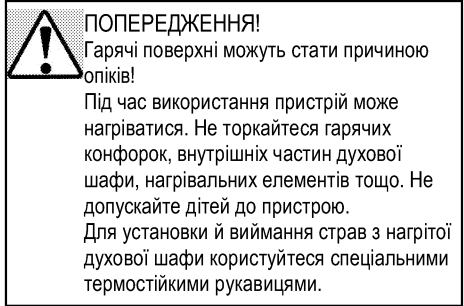 ПОПЕРЕДЖЕННЯ!
Гарячі поверхні можуть стати причиною
опіків!
Під час використання пристрій може
нагріватися. Не торкайтеся гарячих
конфорок, внутрішніх частин духової
шафи, нагрівальних елементів тощо. Не
допускайте дітей до пристрою.
Для установки й виймання страв з нагрітої
духової шафи користуйтеся спеціальними
термостійкими рукавицями.